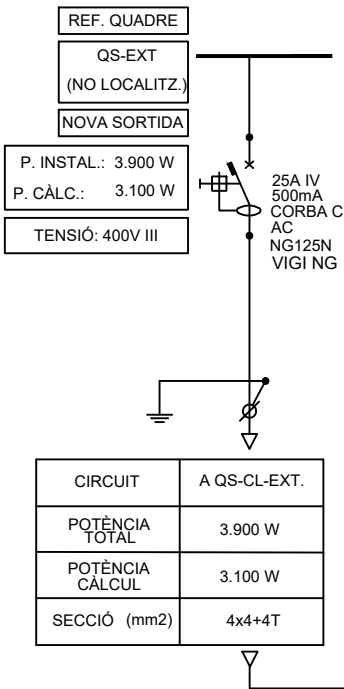 REF. QUADRE
QS-EXT
(NO LOCALITZ.)
NOVA SORTIDA
P. INSTAL.: 3.900 W
P. CÀLC.: 3.100 W
TENSIÓ: 400V III
25A IV
500mA
CORBA C
AC
NG125N
VIGI NG
CIRCUIT A QS-CL-EXT.
POTÈNCIA
TOTAL
3.900 W
POTÈNCIA
CÀLCUL
3.100 W
SECCIÓ (mm2) 4x4+4T